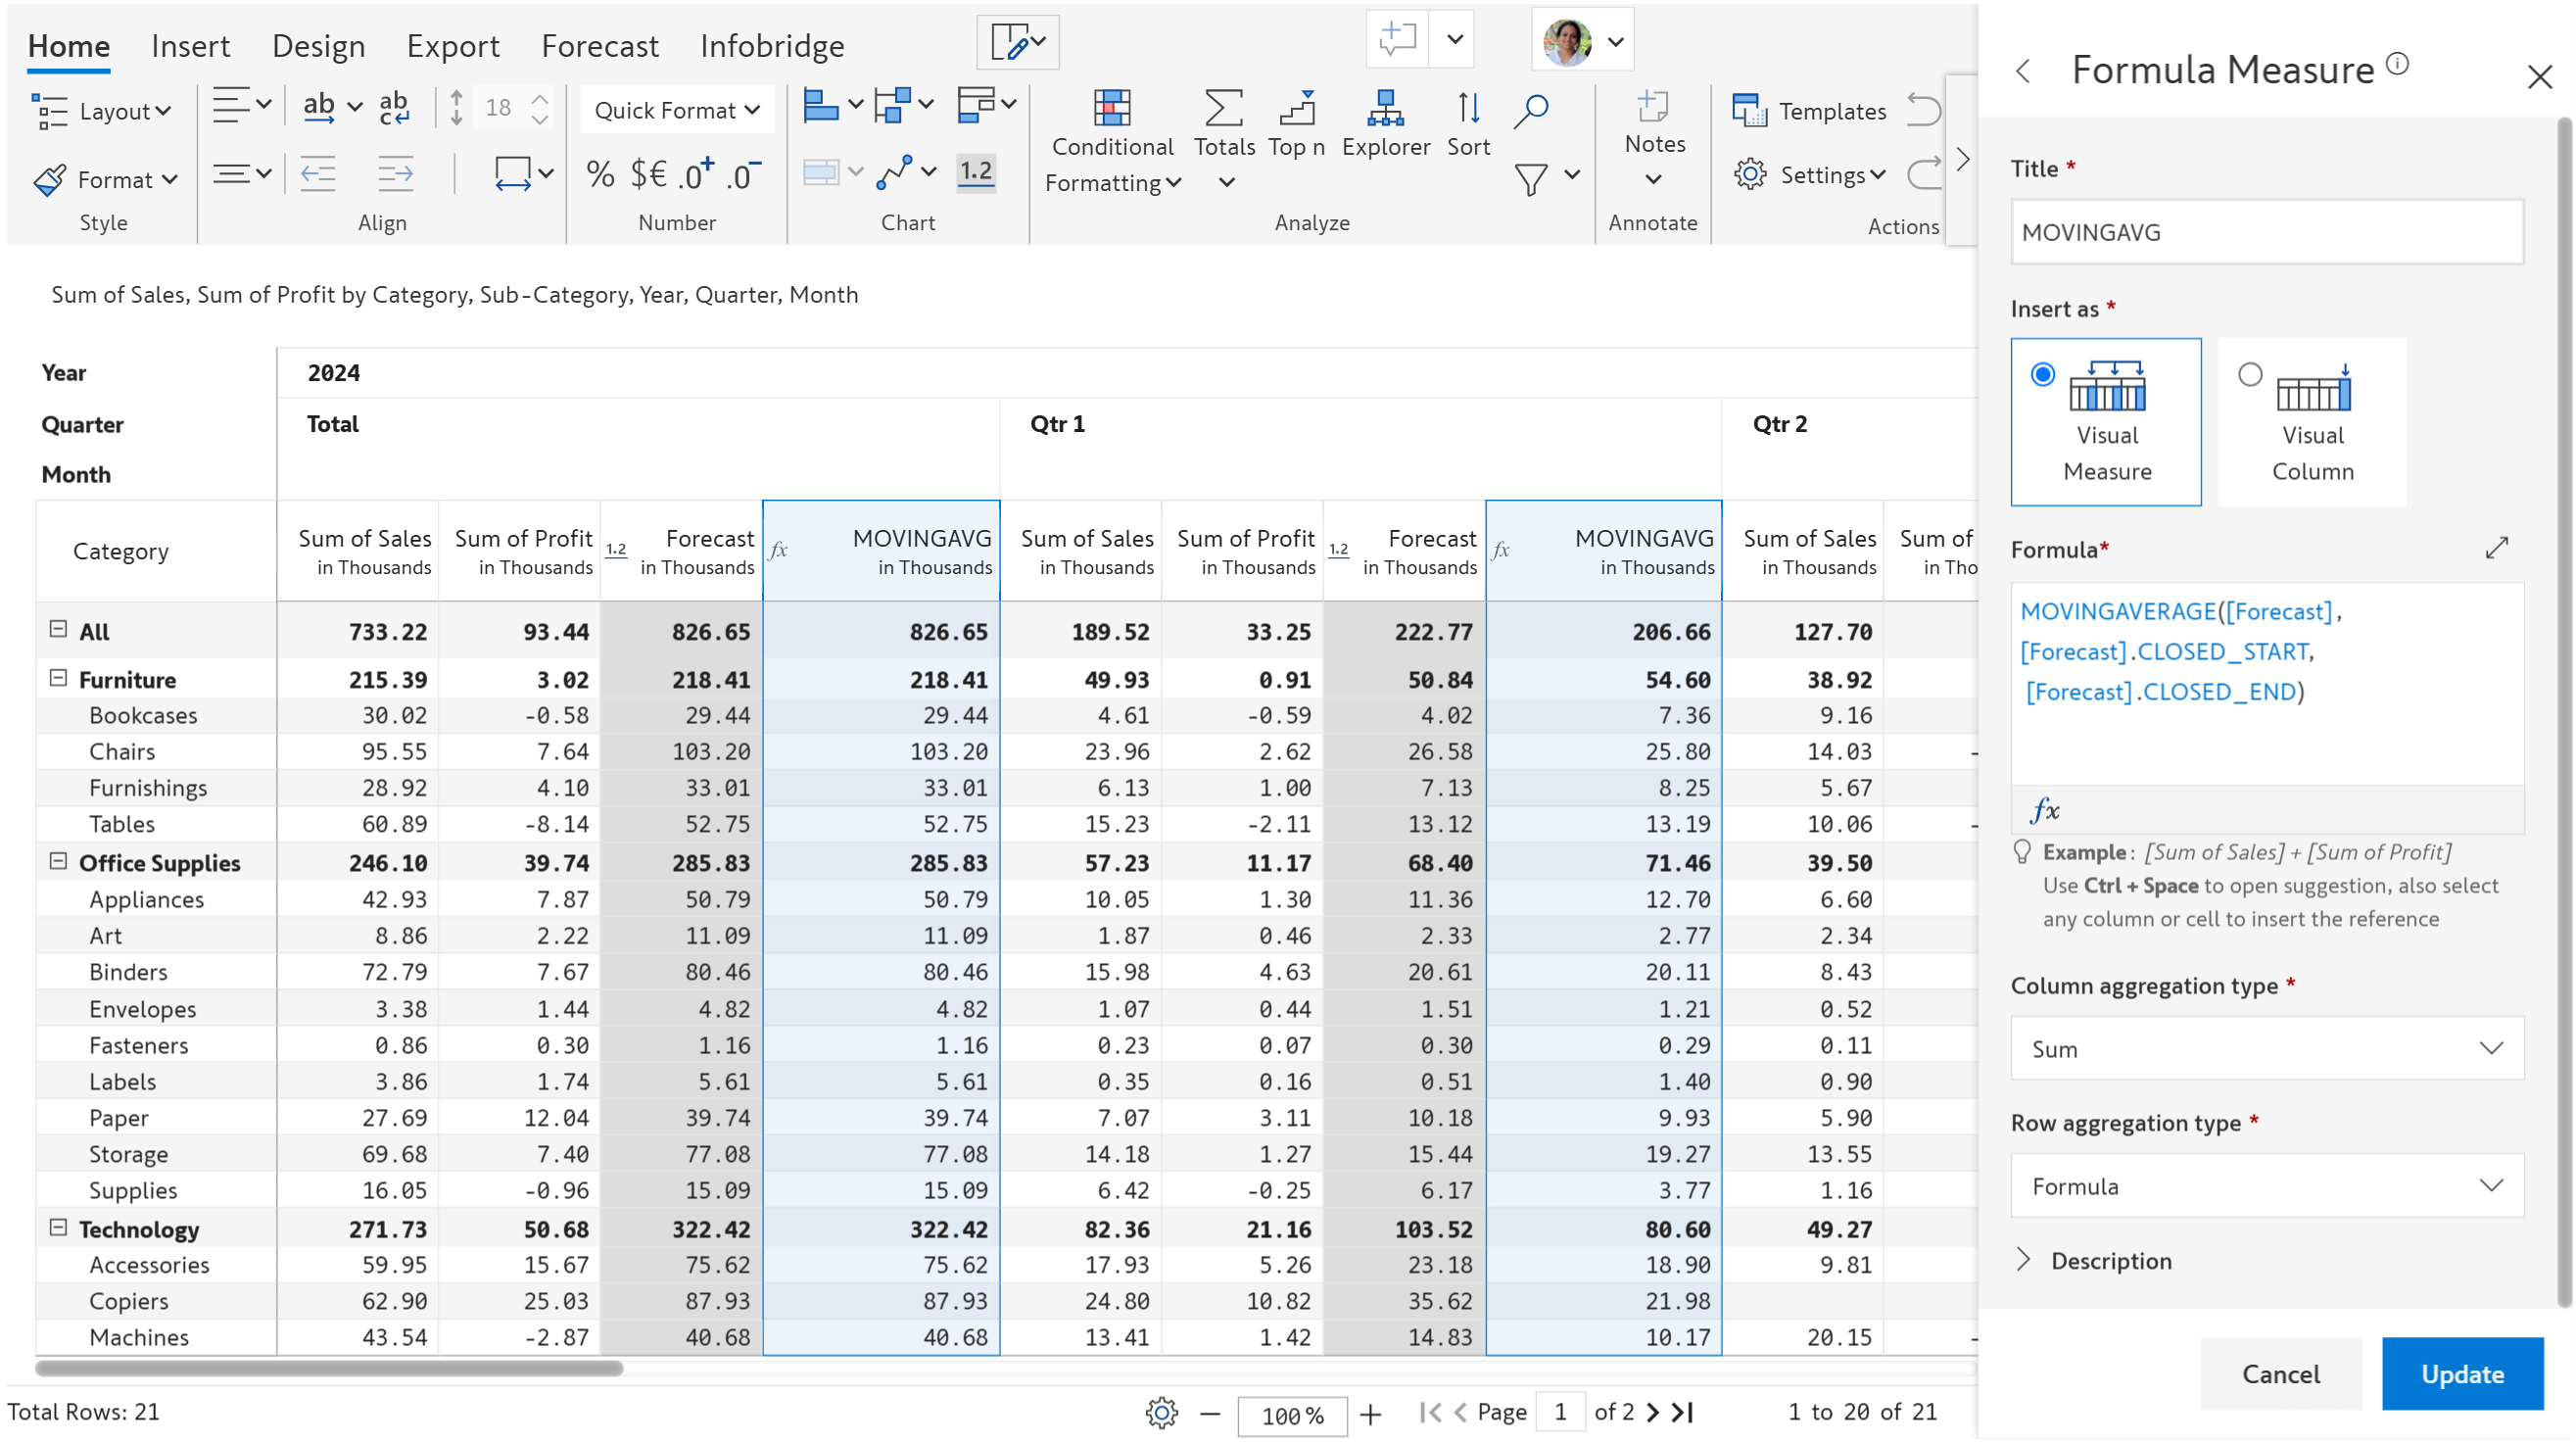 Home Insert Design Export Forecast Infobridge
Layout
Format
Style
ab
ab
c
18
Align
Quick Format
% $€ .0+ .0-
Number
1.2
Chart
Conditional
Formatting
Totals
Top n
Explorer
Sort
Analyze
Notes
Annotate
Templates
Settings
Actions
Sum of Sales, Sum of Profit by Category, Sub-Category, Year, Quarter, Month
Year 2024
Quarter Total Qtr 1 Qtr 2
Month
Category Sum of Sales Sum of Profit 1.2 Forecast fx MOVINGAVG Sum of Sales Sum of Profit 1.2 Forecast fx MOVINGAVG Sum of Sales Sum of
in Thousands in Thousands in Thousands in Thousands in Thousands in Thousands in Thousands in Thousands in Thousands in Tho
All 733.22 93.44 826.65 826.65 189.52 33.25 222.77 206.66 127.70
Furniture 215.39 3.02 218.41 218.41 49.93 0.91 50.84 54.60 38.92
Bookcases 30.02 -0.58 29.44 29.44 4.61 -0.59 4.02 7.36 9.16
Chairs 95.55 7.64 103.20 103.20 23.96 2.62 26.58 25.80 14.03 -
Furnishings 28.92 4.10 33.01 33.01 6.13 1.00 7.13 8.25 5.67
Tables 60.89 -8.14 52.75 52.75 15.23 -2.11 13.12 13.19 10.06 -
Office Supplies 246.10 39.74 285.83 285.83 57.23 11.17 68.40 71.46 39.50
Appliances 42.93 7.87 50.79 50.79 10.05 1.30 11.36 12.70 6.60
Art 8.86 2.22 11.09 11.09 1.87 0.46 2.33 2.77 2.34
Binders 72.79 7.67 80.46 80.46 15.98 4.63 20.61 20.11 8.43
Envelopes 3.38 1.44 4.82 4.82 1.07 0.44 1.51 1.21 0.52
Fasteners 0.86 0.30 1.16 1.16 0.23 0.07 0.30 0.29 0.11
Labels 3.86 1.74 5.61 5.61 0.35 0.16 0.51 1.40 0.90
Paper 27.69 12.04 39.74 39.74 7.07 3.11 10.18 9.93 5.90
Storage 69.68 7.40 77.08 77.08 14.18 1.27 15.44 19.27 13.55
Supplies 16.05 -0.96 15.09 15.09 6.42 -0.25 6.17 3.77 1.16
Technology 271.73 50.68 322.42 322.42 82.36 21.16 103.52 80.60 49.27
Accessories 59.95 15.67 75.62 75.62 17.93 5.26 23.18 18.90 9.81
Copiers 62.90 25.03 87.93 87.93 24.80 10.82 35.62 21.98
Machines 43.54 -2.87 40.68 40.68 13.41 1.42 14.83 10.17 20.15 -
Total Rows: 21
100 %
Page 1 of 2
1 to 20 of 21
Formula Measure
Title *
MOVINGAVG
Insert as *
Visual
Measure
Visual
Column
Formula*
MOVINGAVERAGE([Forecast],
[Forecast].CLOSED_START,
[Forecast].CLOSED_END)
fx
Example: [Sum of Sales] + [Sum of Profit]
Use Ctrl + Space to open suggestion, also select
any column or cell to insert the reference
Column aggregation type *
Sum
Row aggregation type *
Formula
Description
Cancel
Update